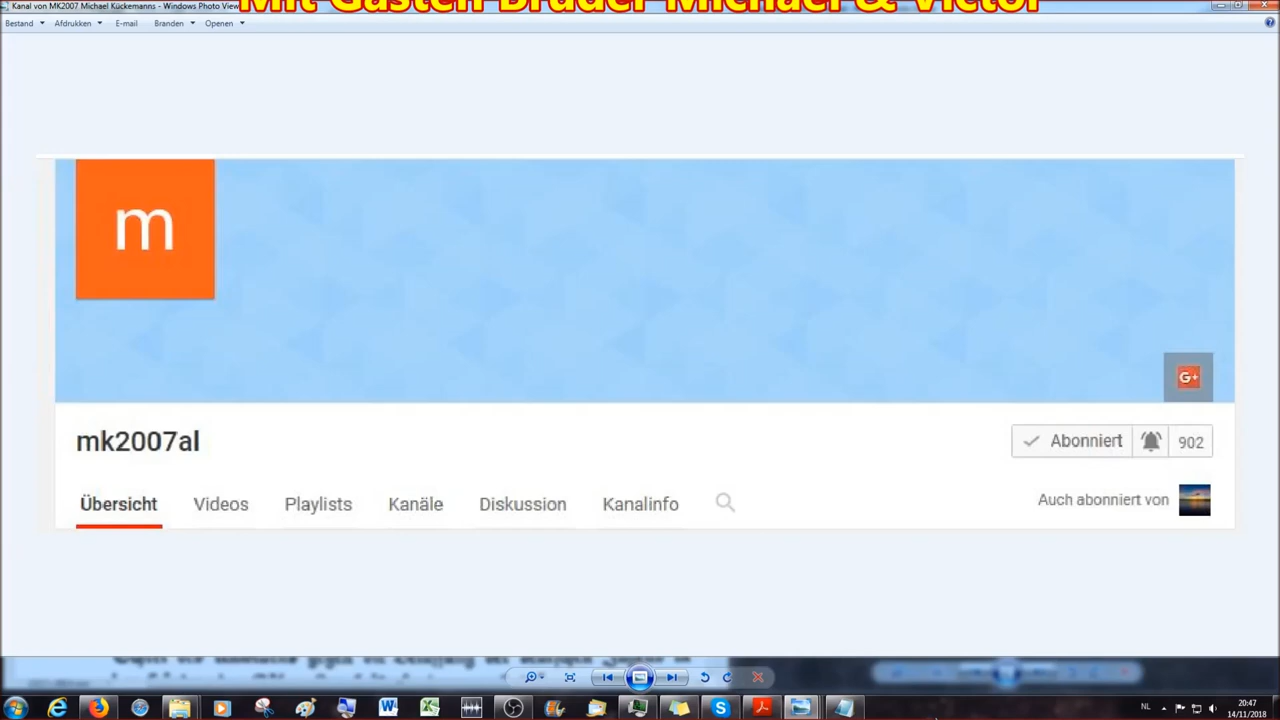 Kanal von MK2007 Michael Kückemanns - Windows Photo View
Mit Gästen Brüder Michael & Victor
Bestand Afdrukken E-mail Branden Openen
m
G+
mk2007al
Abonniert 902
Übersicht Videos Playlists Kanäle Diskussion Kanalinfo
Auch abonniert von
NL
20:47
14/11/2018